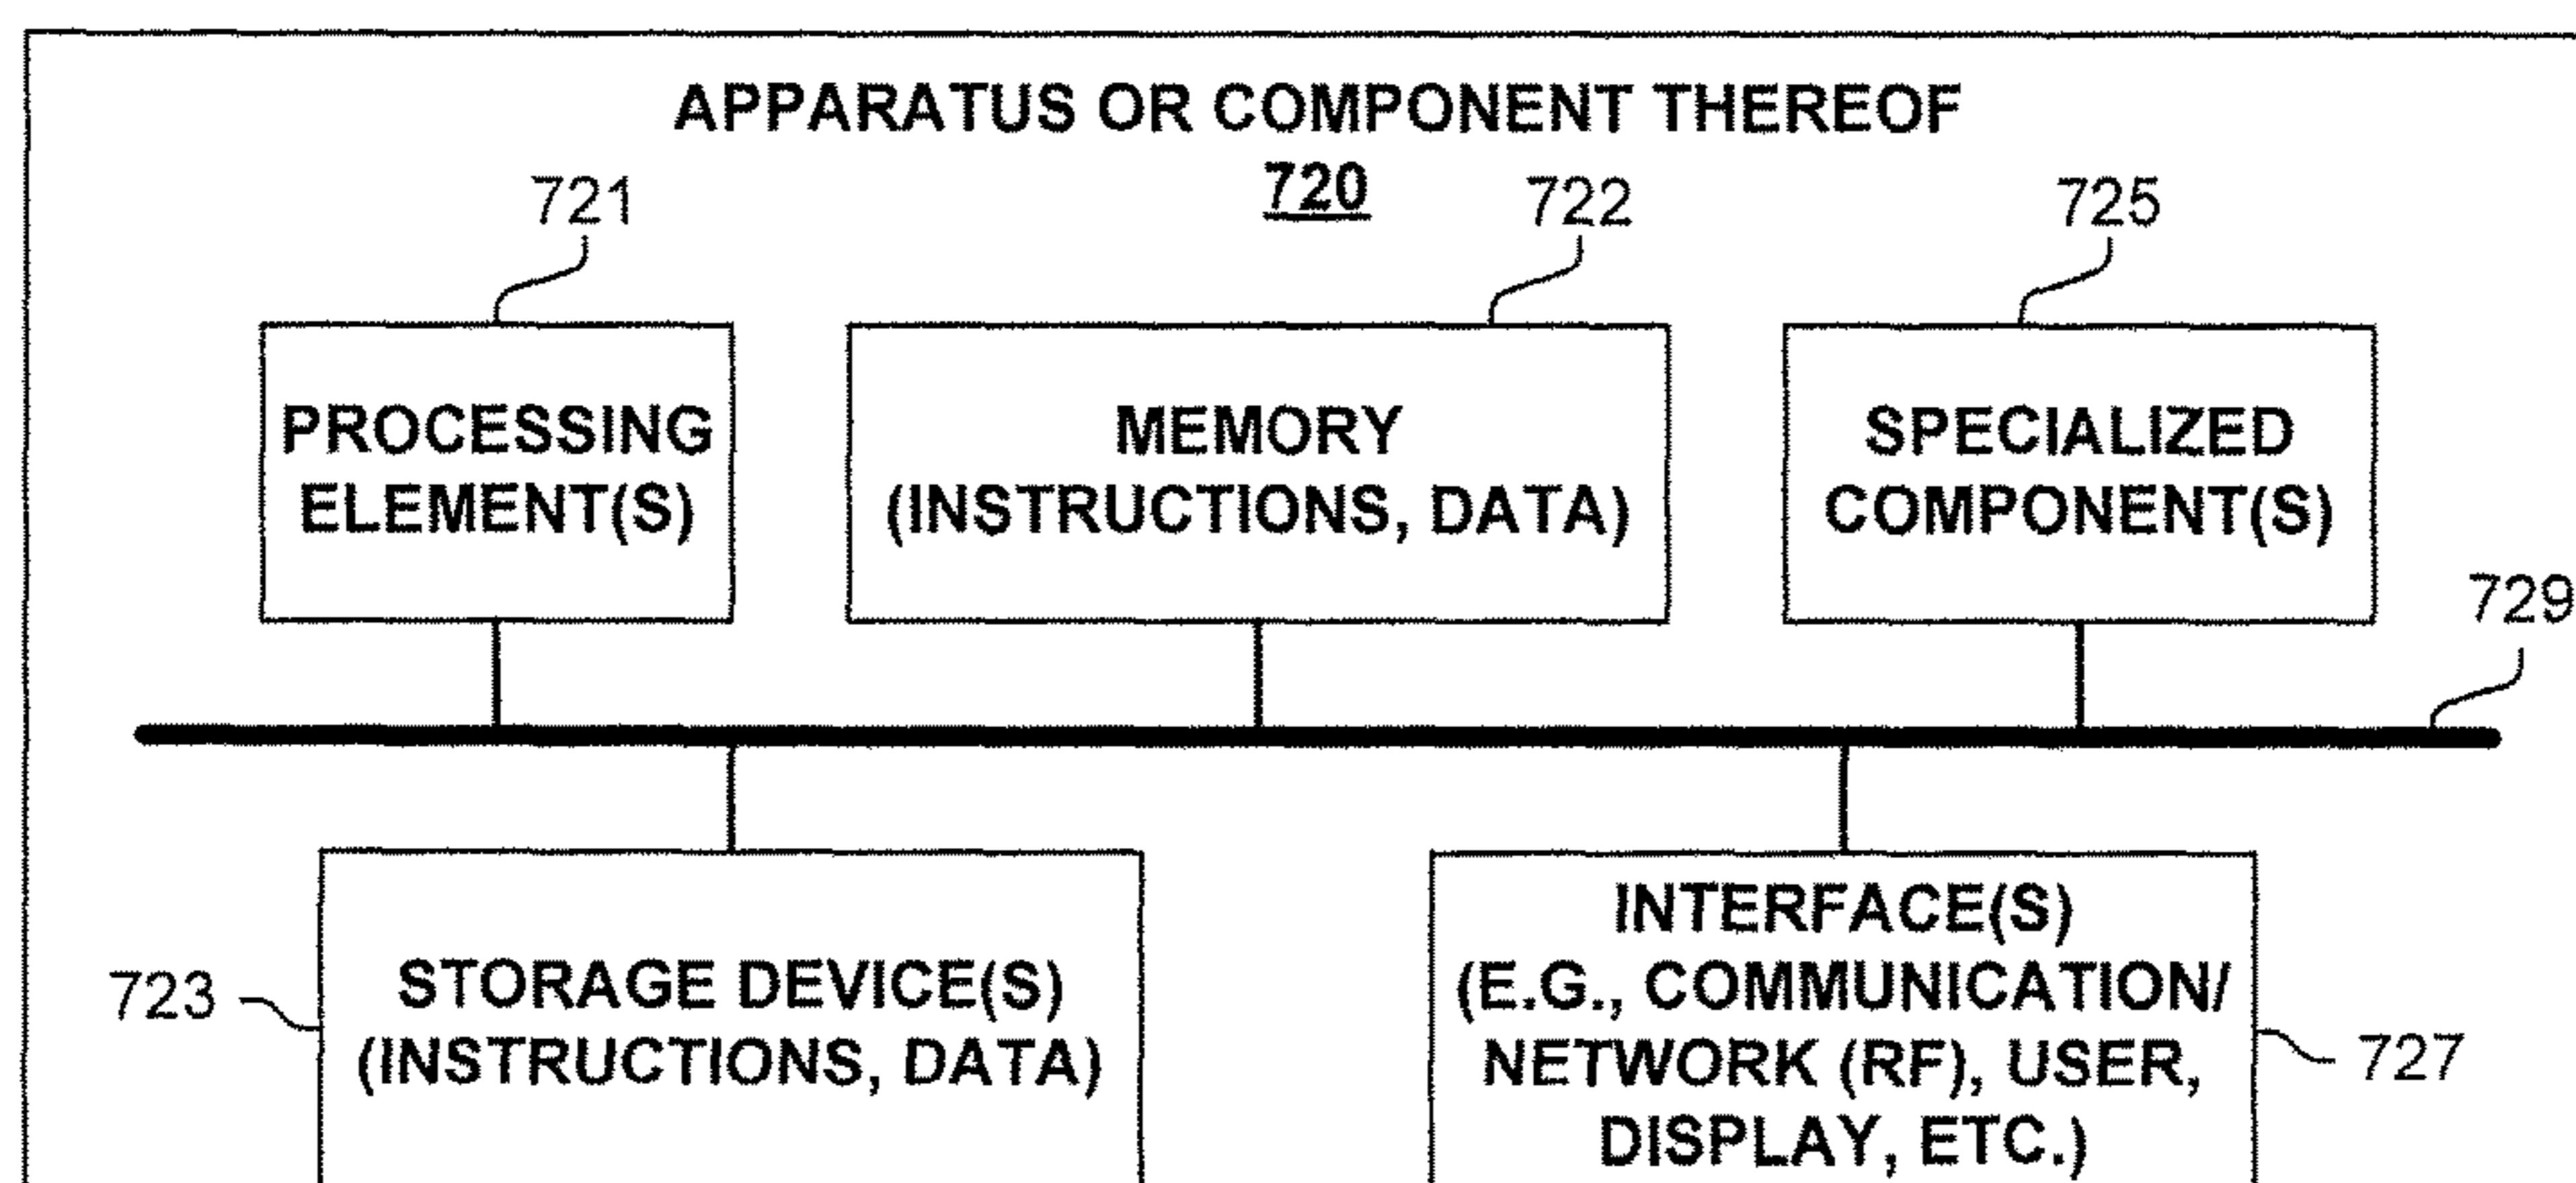 APPARATUS OR COMPONENT THEREOF
720
721
722
725
PROCESSING
ELEMENT(S)
MEMORY
(INSTRUCTIONS, DATA)
SPECIALIZED
COMPONENT(S)
729
723
STORAGE DEVICE(S)
(INSTRUCTIONS, DATA)
INTERFACE(S)
(E.G., COMMUNICATION/
NETWORK (RF), USER,
DISPLAY, ETC.)
727